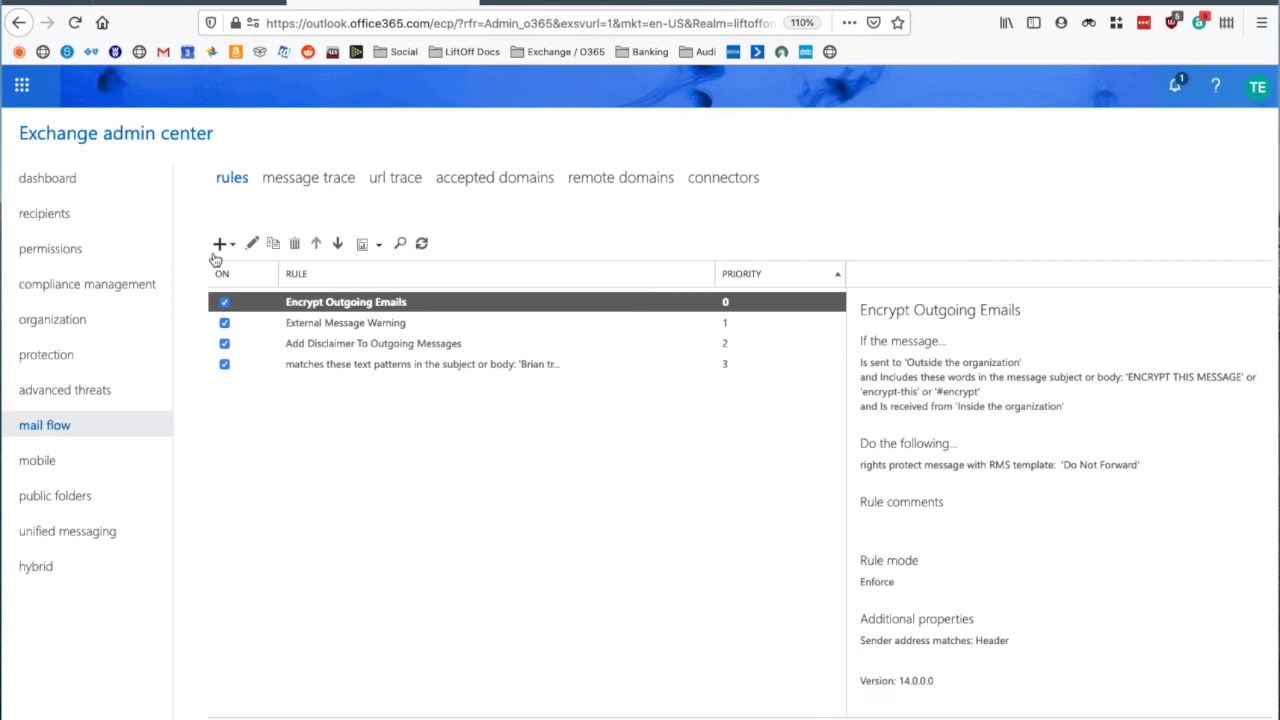 https://outlook.office365.com/ecp/?rfr=Admin_o365&exsvurl=1&mkt=en-US&Realm=liftoffon
110%
Social
LiftOff Docs
Exchange / O365
Banking
Audi
1
?
TE
Exchange admin center
dashboard
recipients
permissions
compliance management
organization
protection
advanced threats
mail flow
mobile
public folders
unified messaging
hybrid
rules message trace url trace accepted domains remote domains connectors
ON RULE PRIORITY
Encrypt Outgoing Emails 0
External Message Warning 1
Add Disclaimer To Outgoing Messages 2
matches these text patterns in the subject or body: 'Brian tr... 3
Encrypt Outgoing Emails
If the message...
Is sent to 'Outside the organization'
and Includes these words in the message subject or body: 'ENCRYPT THIS MESSAGE' or
'encrypt-this' or '#encrypt'
and Is received from 'Inside the organization'
Do the following...
rights protect message with RMS template: 'Do Not Forward'
Rule comments
Rule mode
Enforce
Additional properties
Sender address matches: Header
Version: 14.0.0.0